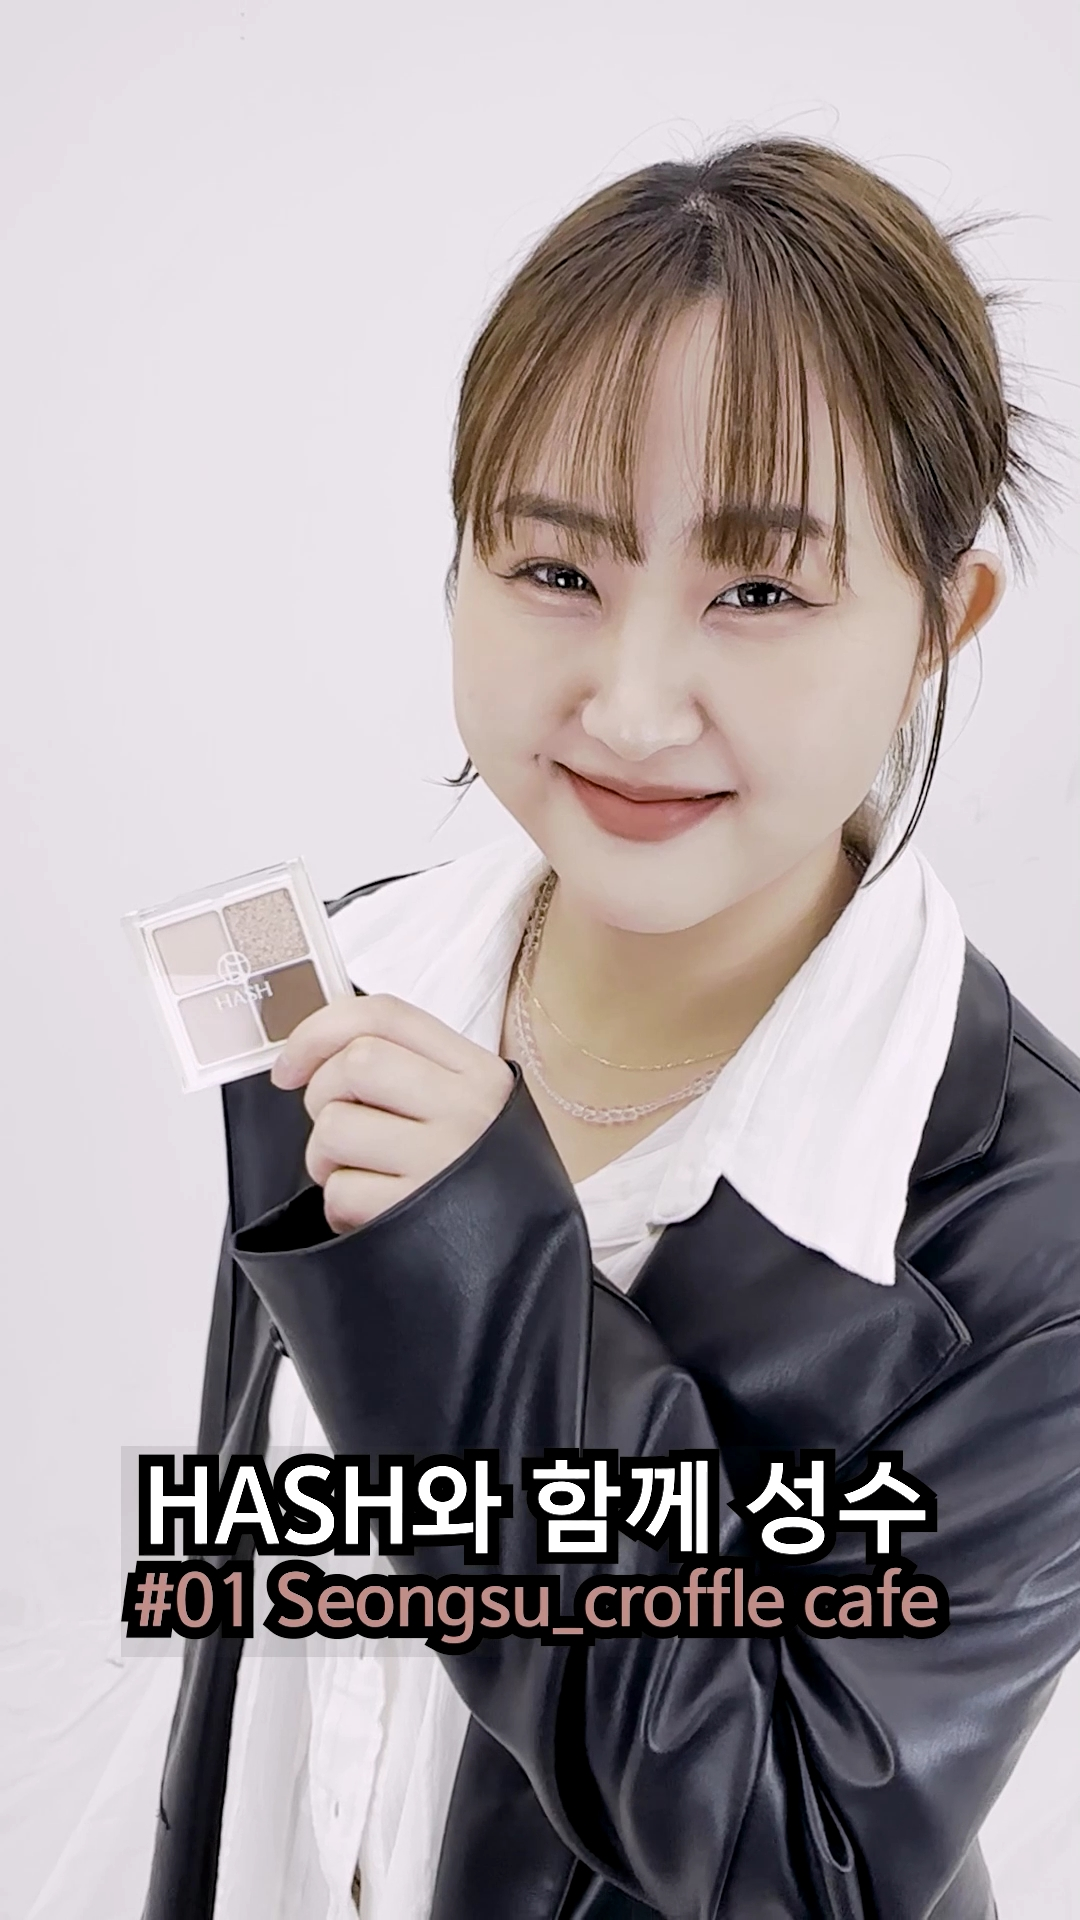 HASH
HASH와 함께 성수
#01 Seongsu_croffle cafe